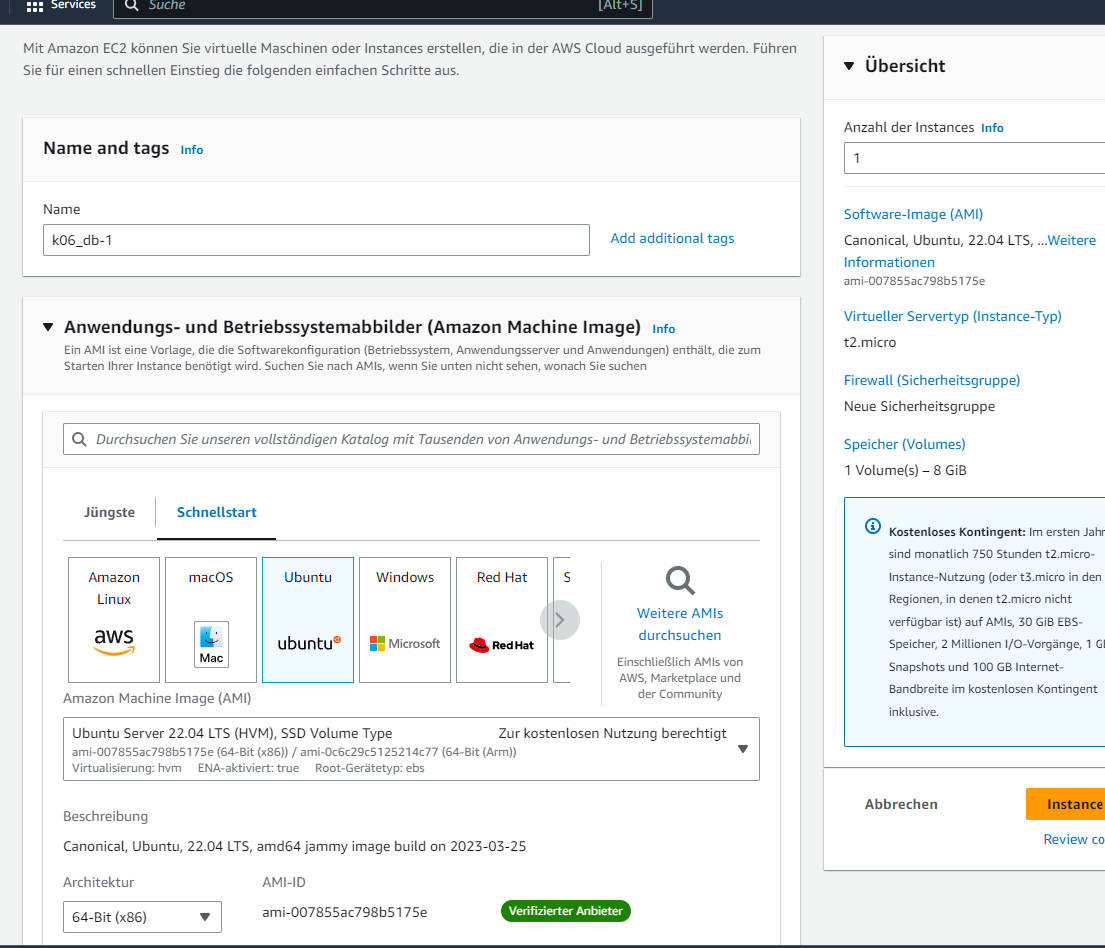 Services
Suche
[Alt+S]
Mit Amazon EC2 können Sie virtuelle Maschinen oder Instances erstellen, die in der AWS Cloud ausgeführt werden. Führen
Sie für einen schnellen Einstieg die folgenden einfachen Schritte aus.
Name and tags Info
Name
k06_db-1
Add additional tags
Anwendungs- und Betriebssystemabbilder (Amazon Machine Image) Info
Ein AMI ist eine Vorlage, die die Softwarekonfiguration (Betriebssystem, Anwendungsserver und Anwendungen) enthält, die zum
Starten Ihrer Instance benötigt wird. Suchen Sie nach AMIs, wenn Sie unten nicht sehen, wonach Sie suchen
Durchsuchen Sie unseren vollständigen Katalog mit Tausenden von Anwendungs- und Betriebssystemabbil
Jüngste
Schnellstart
Amazon
Linux
aws
macOS
Mac
Ubuntu
ubuntu
Windows
Microsoft
Red Hat
Red Hat
S
Weitere AMIs
durchsuchen
Einschließlich AMIs von
AWS, Marketplace und
der Community
Amazon Machine Image (AMI)
Ubuntu Server 22.04 LTS (HVM), SSD Volume Type
Zur kostenlosen Nutzung berechtigt
ami-007855ac798b5175e (64-Bit (x86)) / ami-0c6c29c5125214c77 (64-Bit (Arm))
Virtualisierung: hvm ENA-aktiviert: true Root-Gerätetyp: ebs
Beschreibung
Canonical, Ubuntu, 22.04 LTS, amd64 jammy image build on 2023-03-25
Architektur
64-Bit (x86)
AMI-ID
ami-007855ac798b5175e
Verifizierter Anbieter
Übersicht
Anzahl der Instances Info
1
Software-Image (AMI)
Canonical, Ubuntu, 22.04 LTS, ...Weitere
Informationen
ami-007855ac798b5175e
Virtueller Servertyp (Instance-Typ)
t2.micro
Firewall (Sicherheitsgruppe)
Neue Sicherheitsgruppe
Speicher (Volumes)
1 Volume(s) – 8 GiB
Kostenloses Kontingent: Im ersten Jahr
sind monatlich 750 Stunden t2.micro-
Instance-Nutzung (oder t3.micro in den
Regionen, in denen t2.micro nicht
verfügbar ist) auf AMIs, 30 GiB EBS-
Speicher, 2 Millionen I/O-Vorgänge, 1 G
Snapshots und 100 GB Internet-
Bandbreite im kostenlosen Kontingent
inklusive.
Abbrechen
Instance
Review co